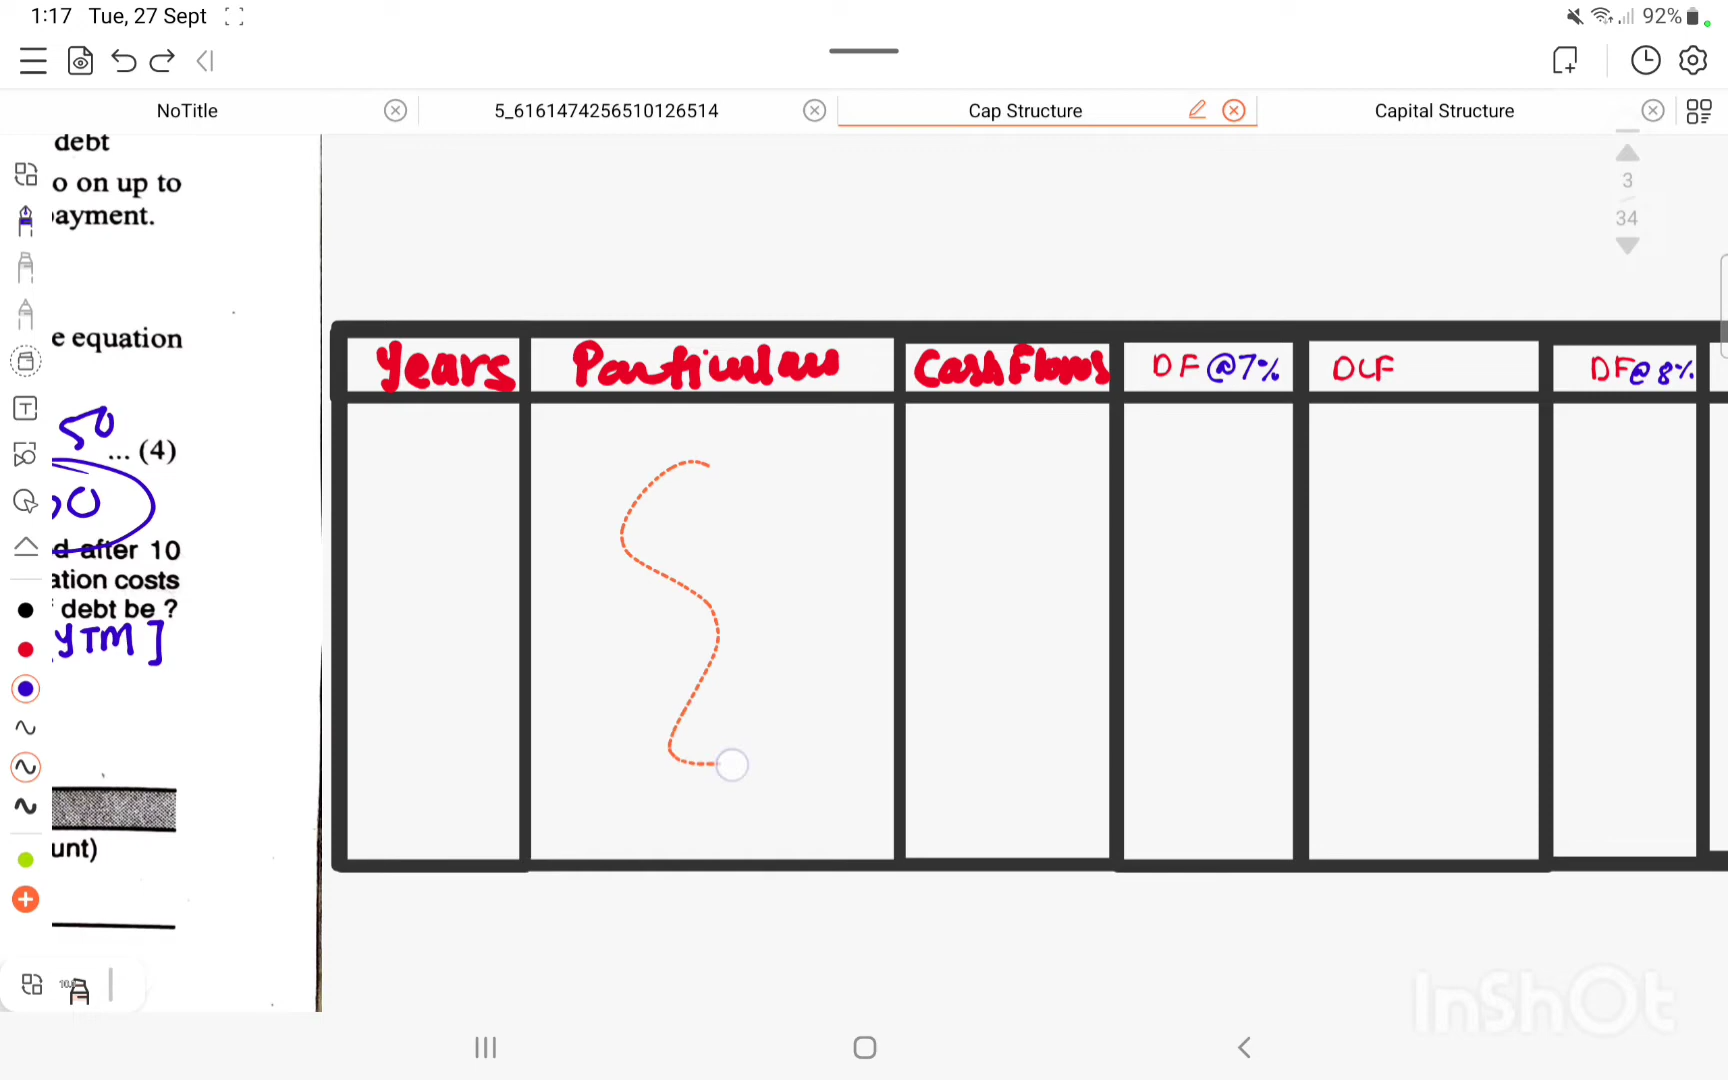 1:17 Tue, 27 Sept 92%
NoTitle 5_6161474256510126514 Cap Structure Capital Structure
debt
o on up to
ayment.
3
34
e equation
Years Particulars Cash Flows DF @7% DCF DF@ 8%
50
... (4)
00
d after 10
ation costs
debt be ?
YTM ]
unt)
InShOt